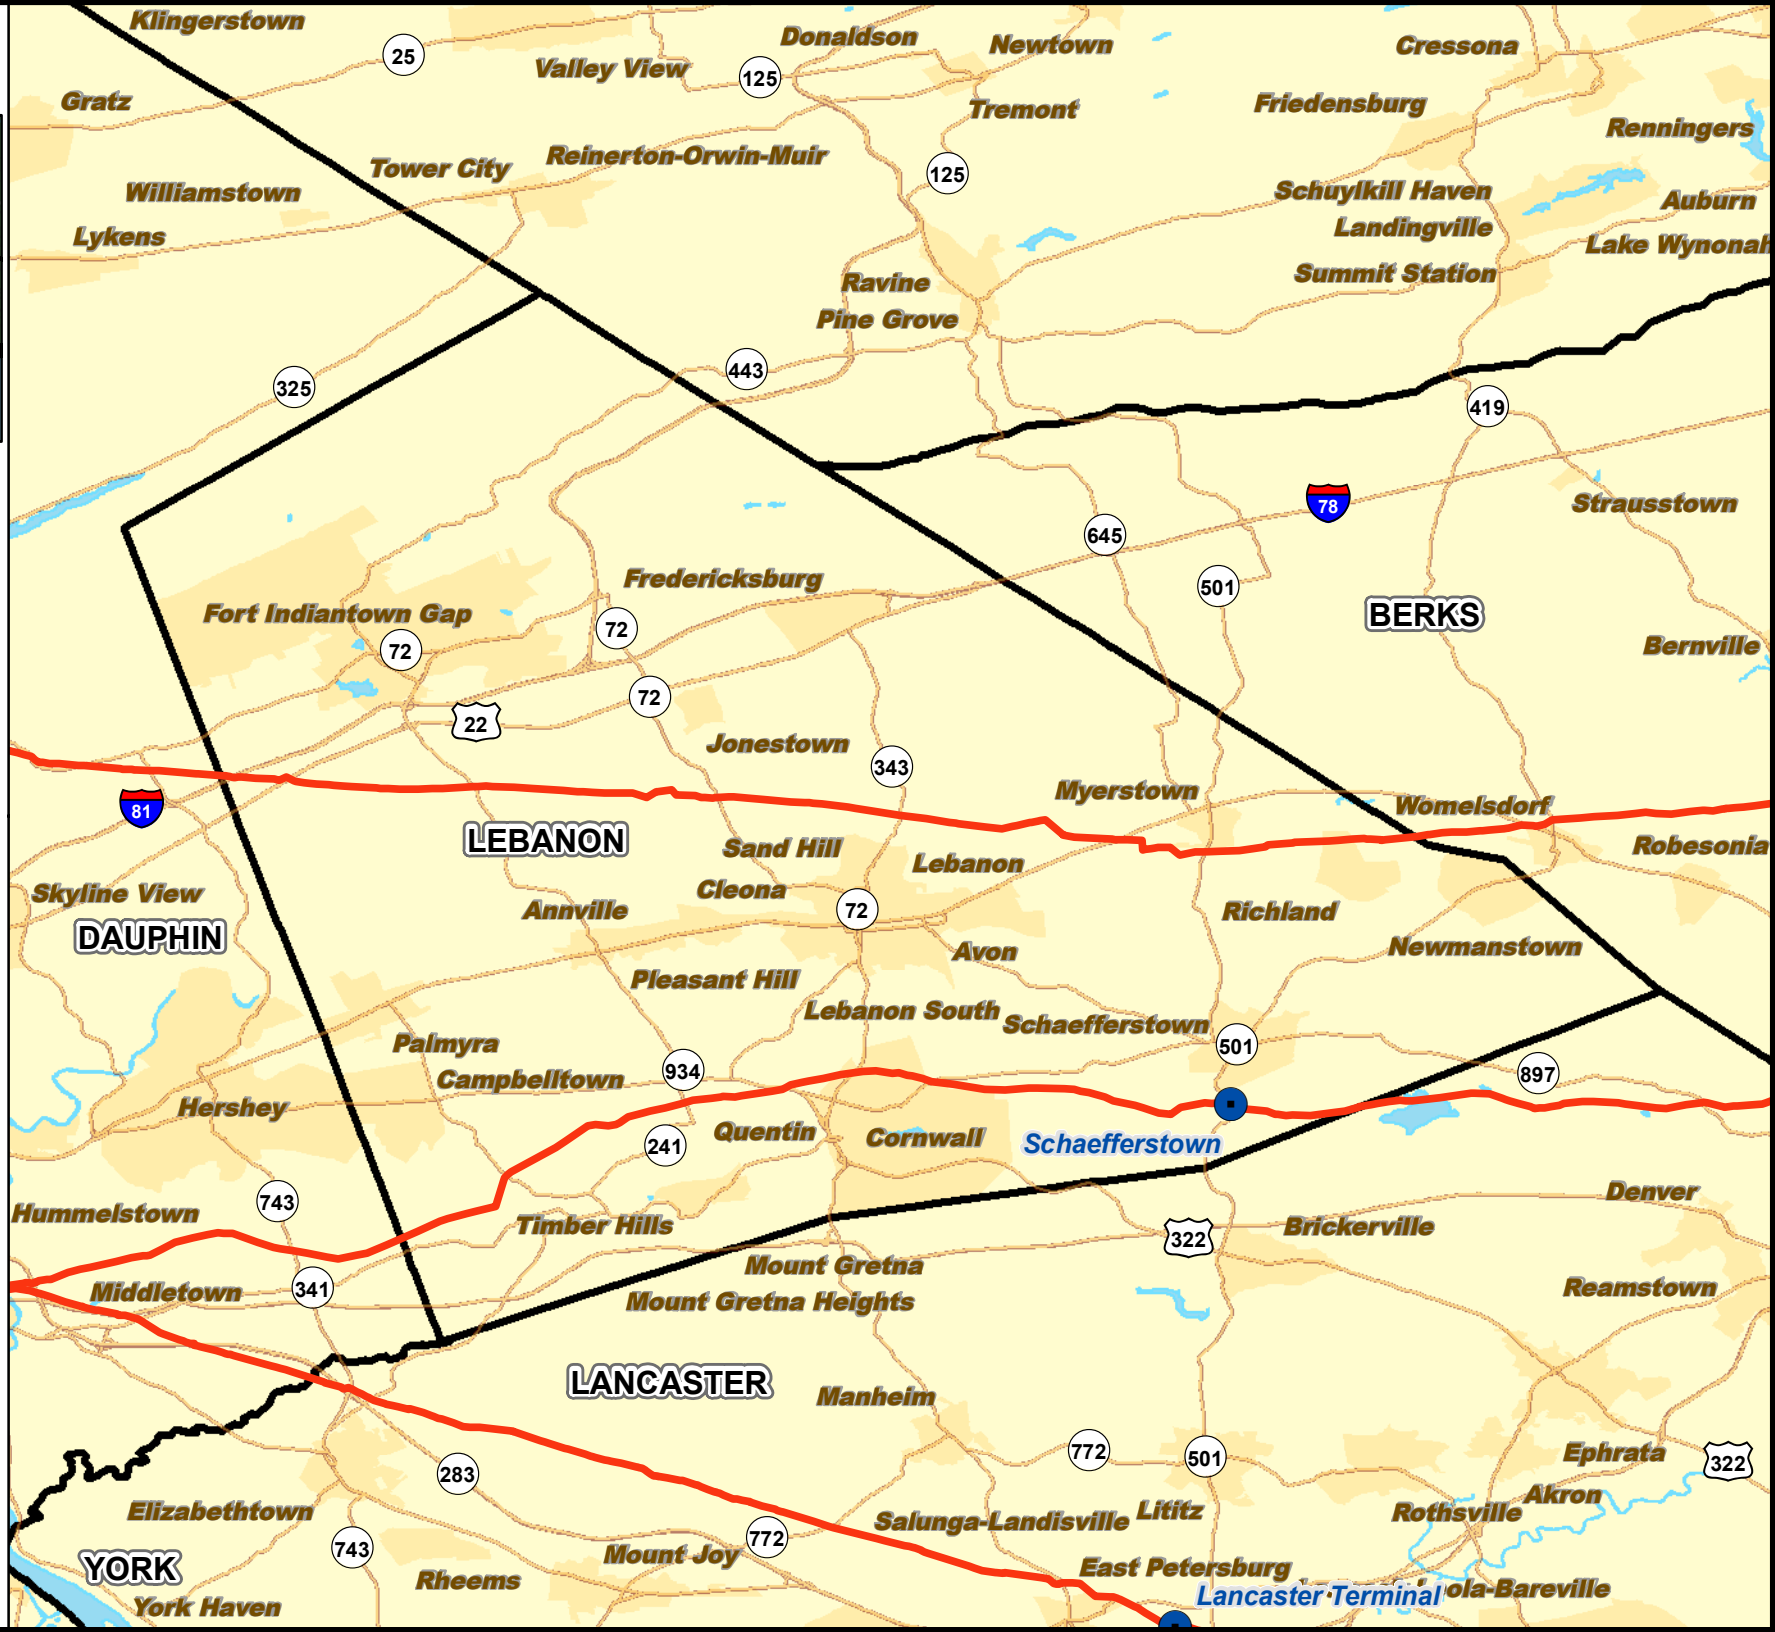 Klingerstown
25
Valley View
125
Donaldson
Newtown
Cressona
Gratz
Tremont
Friedensburg
Renningers
Tower City
Reinerton-Orwin-Muir
125
Williamstown
Schuylkill Haven
Auburn
Lykens
Landingville
Lake Wynonah
Summit Station
Ravine
Pine Grove
325
443
419
78
Strausstown
645
Fredericksburg
501
Fort Indiantown Gap
BERKS
72
72
Bernville
72
22
Jonestown
343
Myerstown
81
Womelsdorf
LEBANON
Sand Hill
Lebanon
Robesonia
Skyline View
Cleona
Annville
72
Richland
DAUPHIN
Avon
Newmanstown
Pleasant Hill
Lebanon South
Schaefferstown
Palmyra
501
Campbelltown
934
897
Hershey
Quentin
Cornwall
241
Schaefferstown
743
Denver
Hummelstown
Timber Hills
322
Brickerville
Mount Gretna
Middletown
341
Mount Gretna Heights
Reamstown
LANCASTER
Manheim
772
501
Ephrata
322
283
Elizabethtown
Akron
Rothsville
Salunga-Landisville
Lititz
743
Mount Joy
772
YORK
Rheems
East Petersburg
Lancaster Terminal
ola-Bareville
York Haven